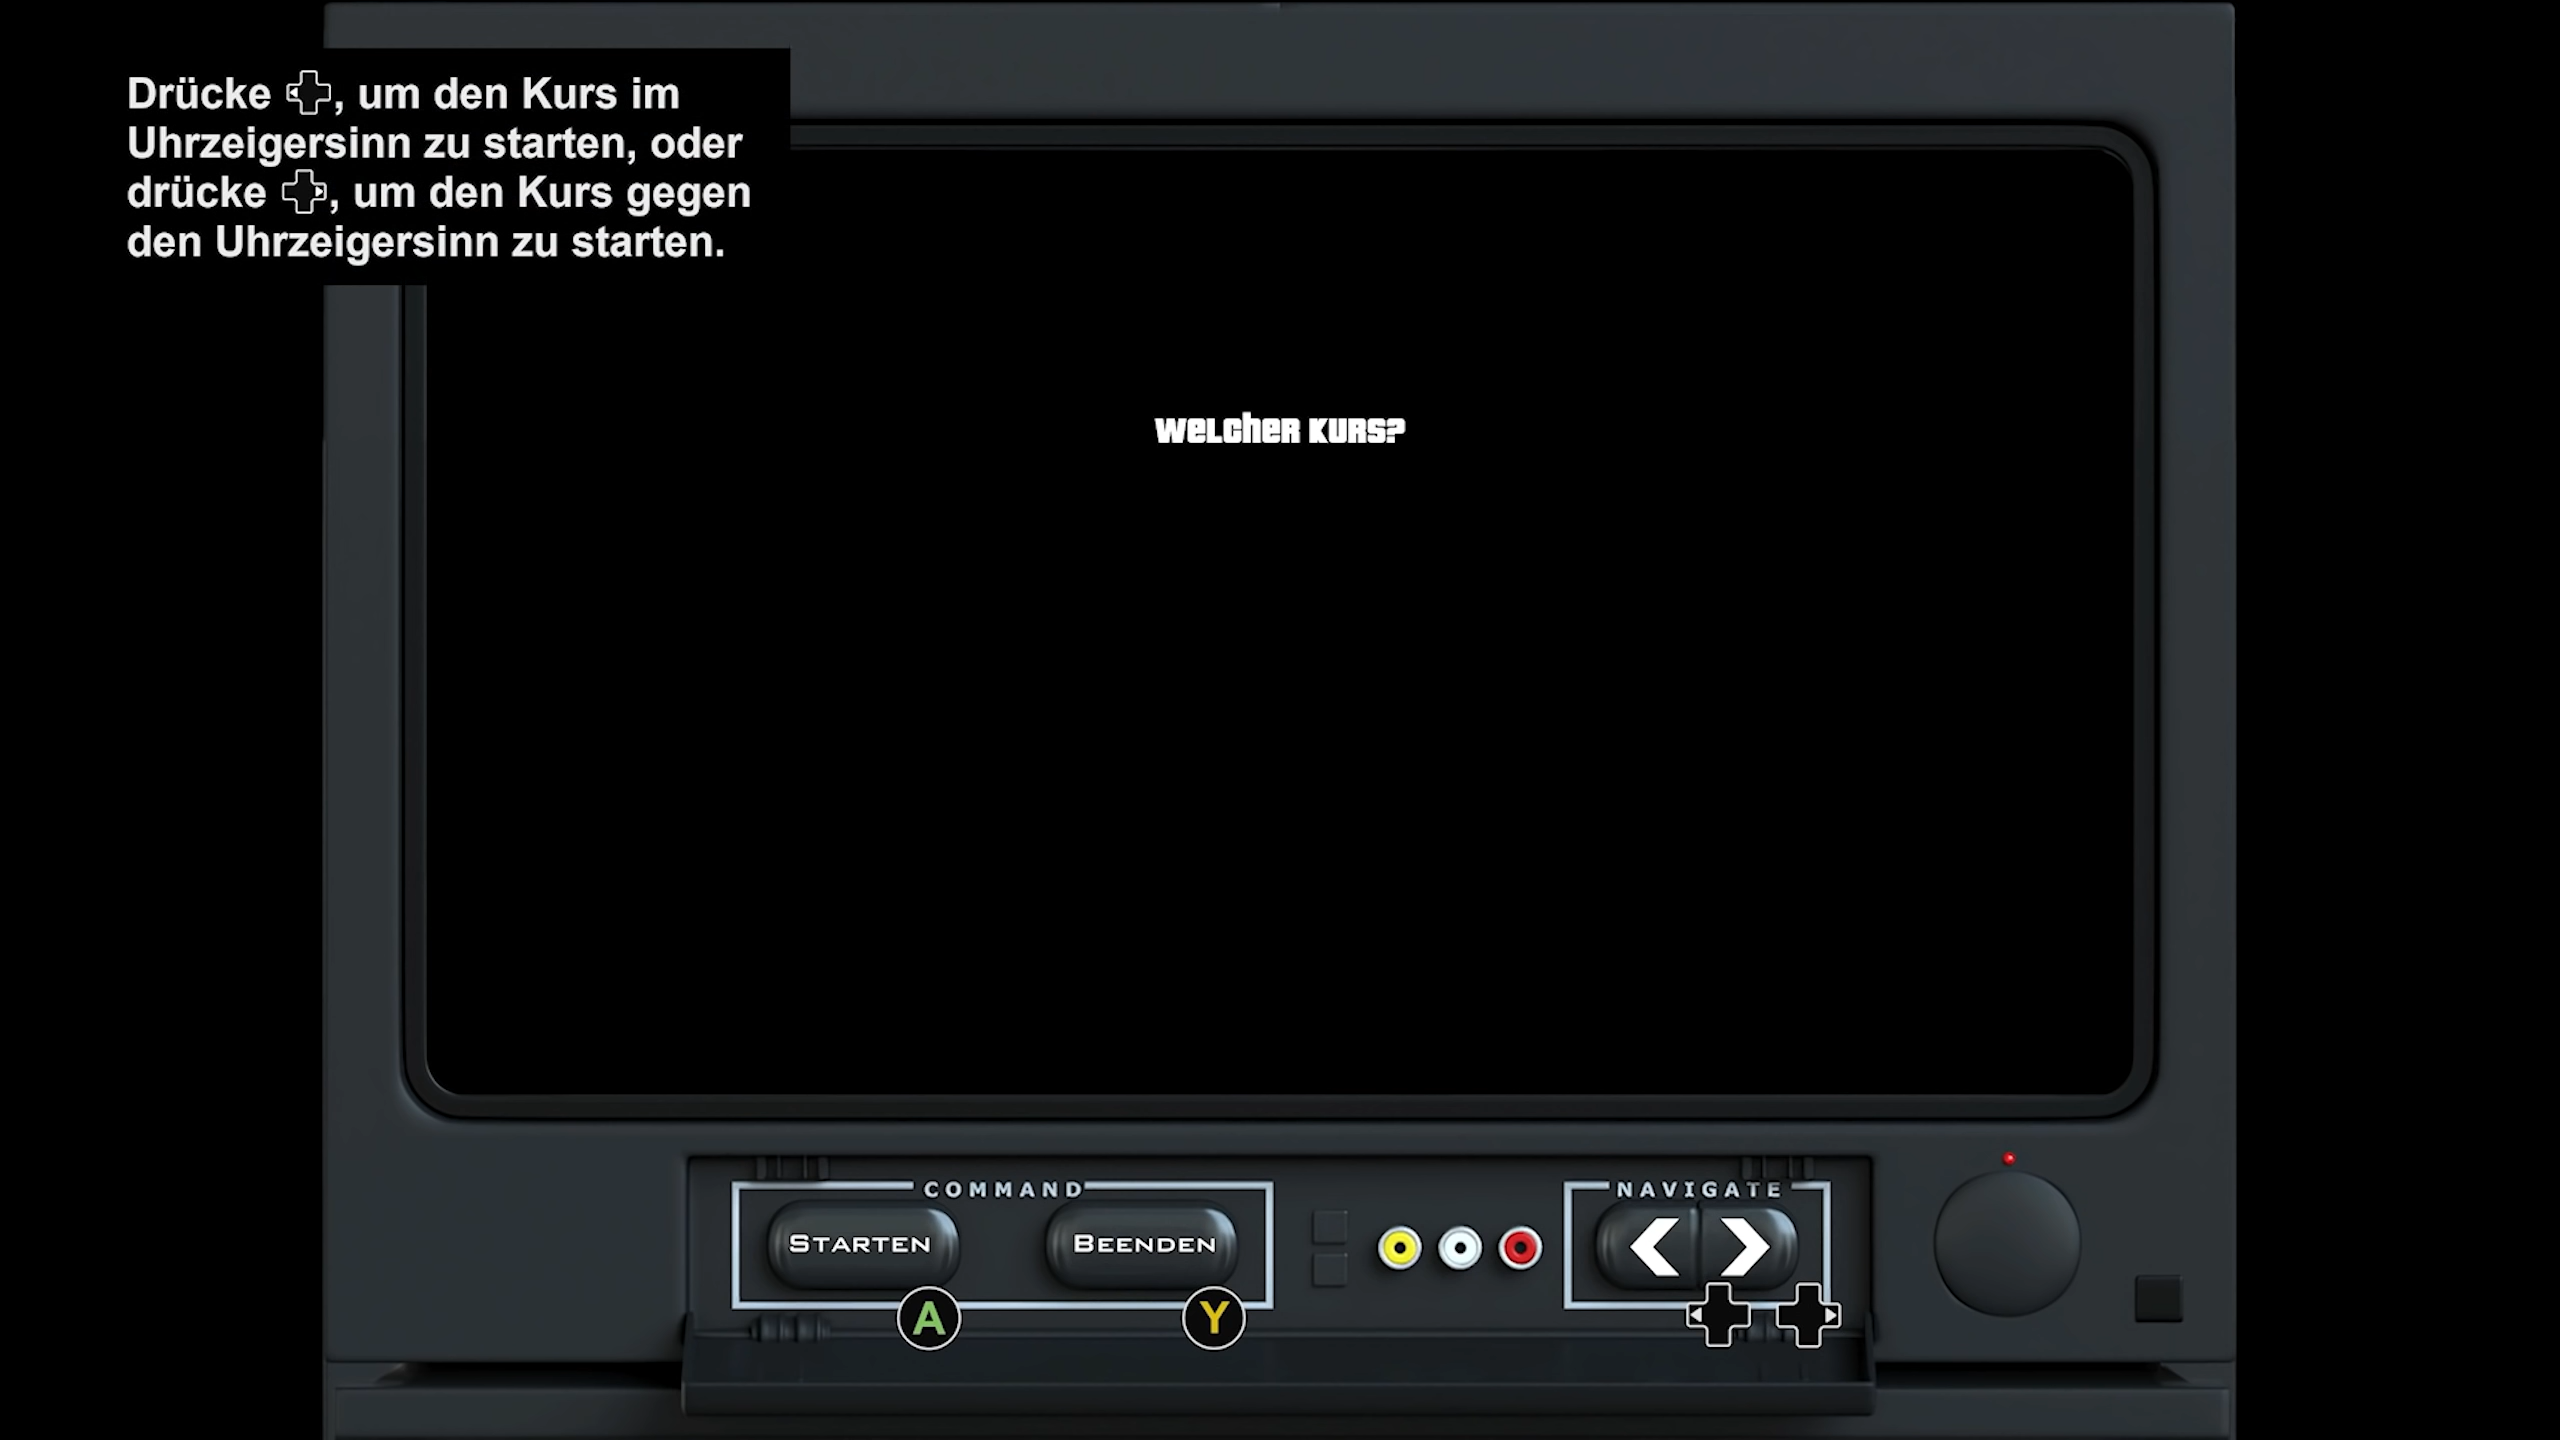 Drücke , um den Kurs im
Uhrzeigersinn zu starten, oder
drücke , um den Kurs gegen
den Uhrzeigersinn zu starten.
WELCHER KURS?
COMMAND
STARTEN
BEENDEN
A
Y
NAVIGATE